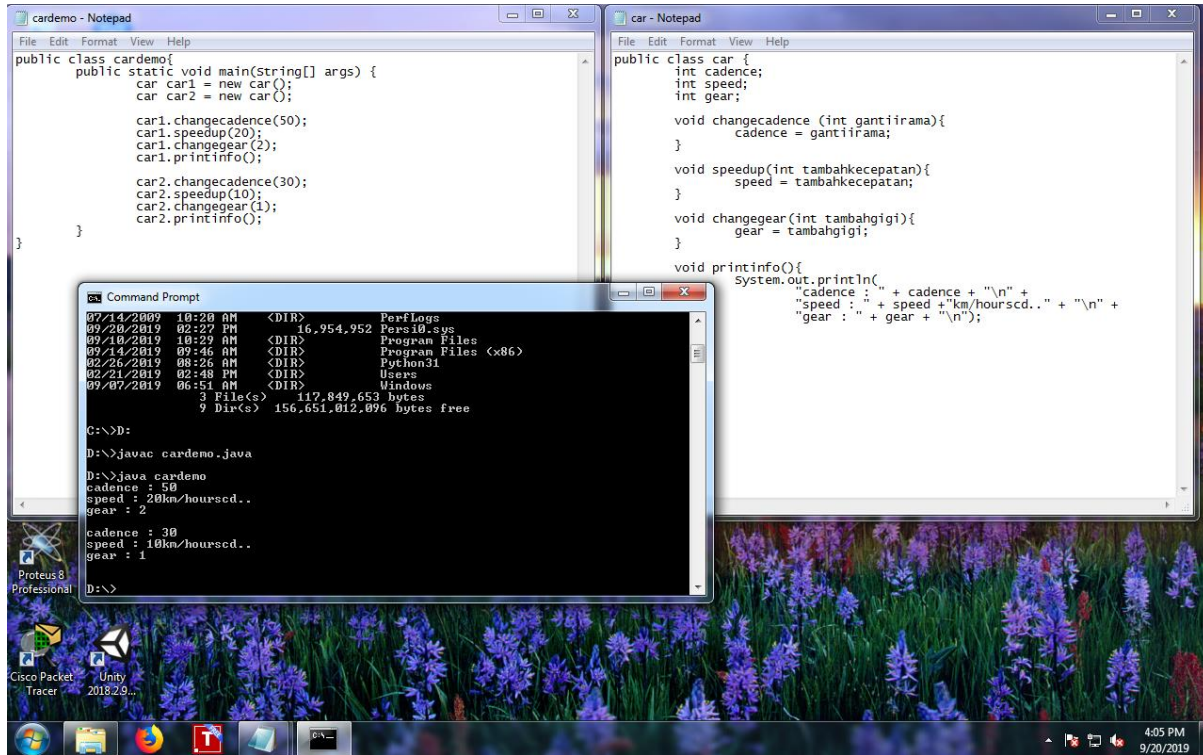 cardemo - Notepad
File Edit Format View Help
public class cardemo{
public static void main(String[] args) {
car car1 = new car();
car car2 = new car();
car1.changecadence(50);
car1.speedup(20);
car1.changegear(2);
car1.printinfo();
car2.changecadence(30);
car2.speedup(10);
car2.changegear(1);
car2.printinfo();
}
}
car - Notepad
File Edit Format View Help
public class car {
int cadence;
int speed;
int gear;
void changecadence (int gantiirama){
cadence = gantiirama;
}
void speedup(int tambahkecepatan){
speed = tambahkecepatan;
}
void changegear(int tambahgigi){
gear = tambahgigi;
}
void printinfo(){
System.out.println(
"cadence : " + cadence + "\n" +
"speed : " + speed +"km/hourscd.." + "\n" +
"gear : " + gear + "\n");
Command Prompt
07/14/2009 10:20 AM <DIR> PerfLogs
09/20/2019 02:27 PM 16,954,952 Persi0.sys
09/10/2019 10:29 AM <DIR> Program Files
09/14/2019 09:46 AM <DIR> Program Files (x86)
02/26/2019 08:26 AM <DIR> Python31
02/21/2019 02:48 PM <DIR> Users
09/07/2019 06:51 AM <DIR> Windows
3 File(s) 117,849,653 bytes
9 Dir(s) 156,651,012,096 bytes free
C:\>D:
D:\>javac cardemo.java
D:\>java cardemo
cadence : 50
speed : 20km/hourscd..
gear : 2
cadence : 30
speed : 10km/hourscd..
gear : 1
D:\>
Proteus 8
Professional
Cisco Packet
Tracer
Unity
2018.2.9...
4:05 PM
9/20/2019